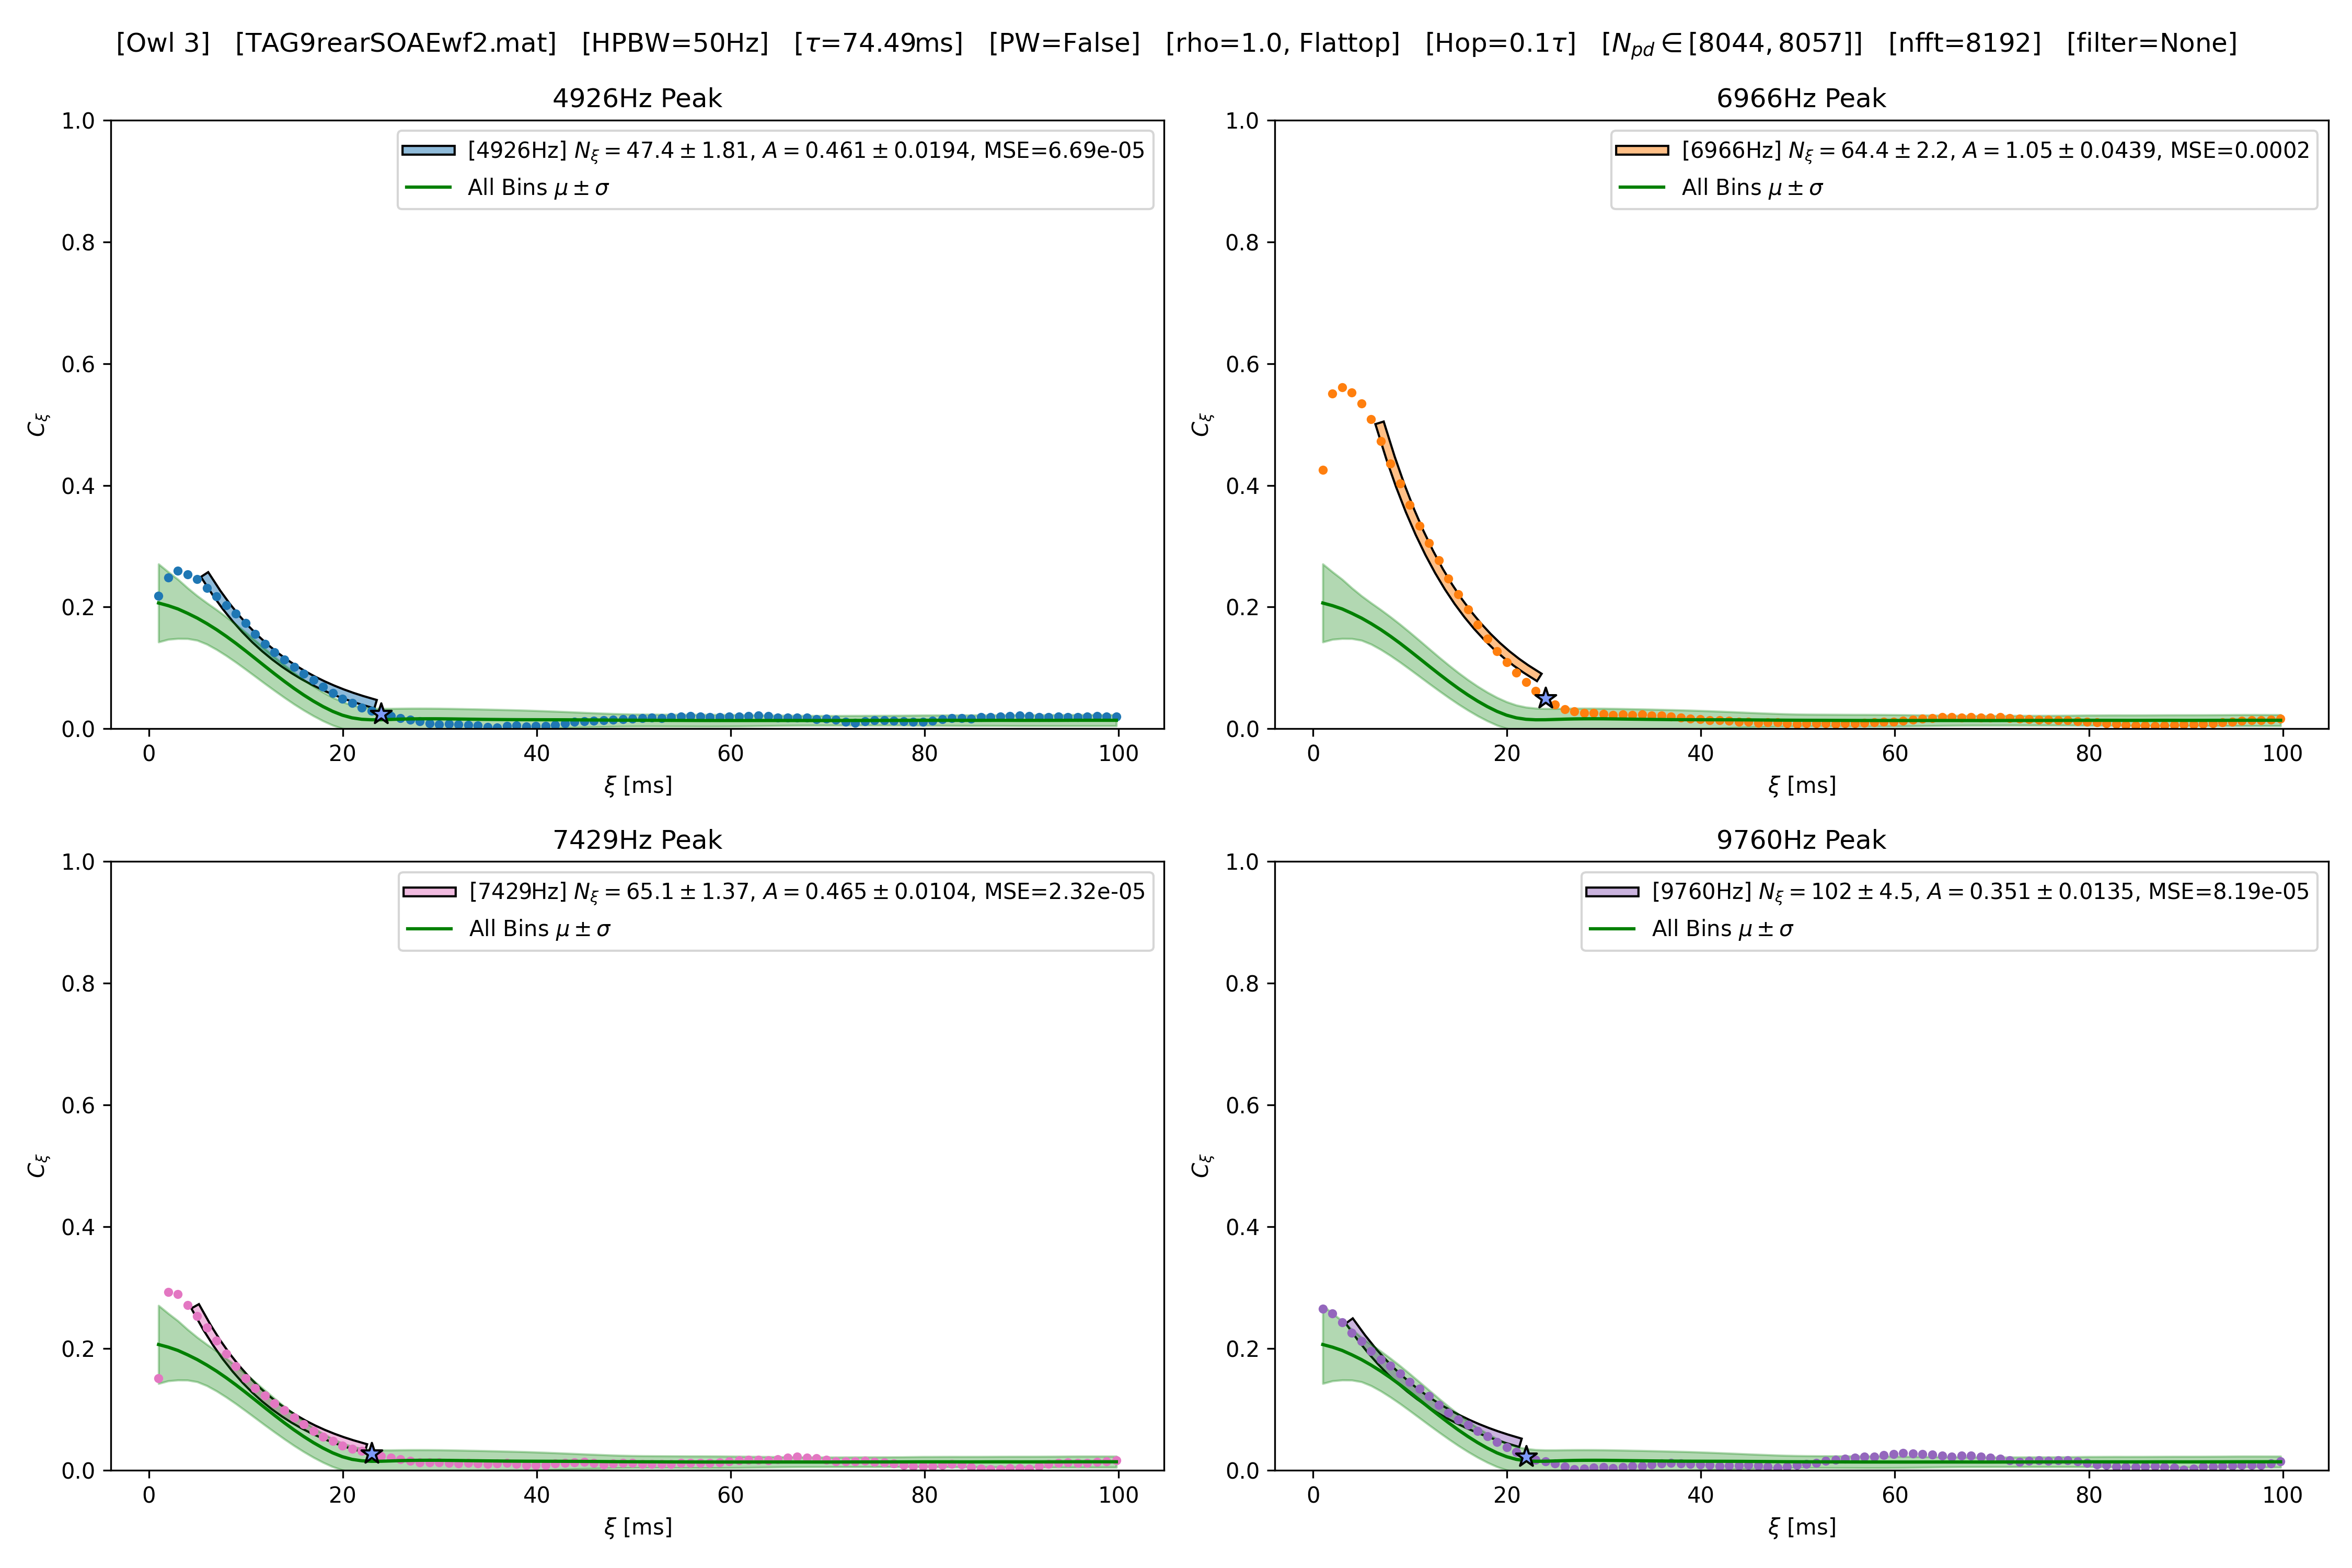 [Owl 3] [TAG9rearSOAEwf2.mat] [HPBW=50Hz] [τ=74.49ms] [PW=False] [rho=1.0, Flattop] [Hop=0.1τ] [N_pd ∈ [8044, 8057]] [nfft=8192] [filter=None]
4926Hz Peak
1.0
0.8
0.6
0.4
0.2
0.0
C_ξ
[4926Hz] N_ξ = 47.4 ± 1.81, A = 0.461 ± 0.0194, MSE=6.69e-05
All Bins μ ± σ
0 20 40 60 80 100
ξ [ms]
6966Hz Peak
1.0
0.8
0.6
0.4
0.2
0.0
C_ξ
[6966Hz] N_ξ = 64.4 ± 2.2, A = 1.05 ± 0.0439, MSE=0.0002
All Bins μ ± σ
0 20 40 60 80 100
ξ [ms]
7429Hz Peak
1.0
0.8
0.6
0.4
0.2
0.0
C_ξ
[7429Hz] N_ξ = 65.1 ± 1.37, A = 0.465 ± 0.0104, MSE=2.32e-05
All Bins μ ± σ
0 20 40 60 80 100
ξ [ms]
9760Hz Peak
1.0
0.8
0.6
0.4
0.2
0.0
C_ξ
[9760Hz] N_ξ = 102 ± 4.5, A = 0.351 ± 0.0135, MSE=8.19e-05
All Bins μ ± σ
0 20 40 60 80 100
ξ [ms]